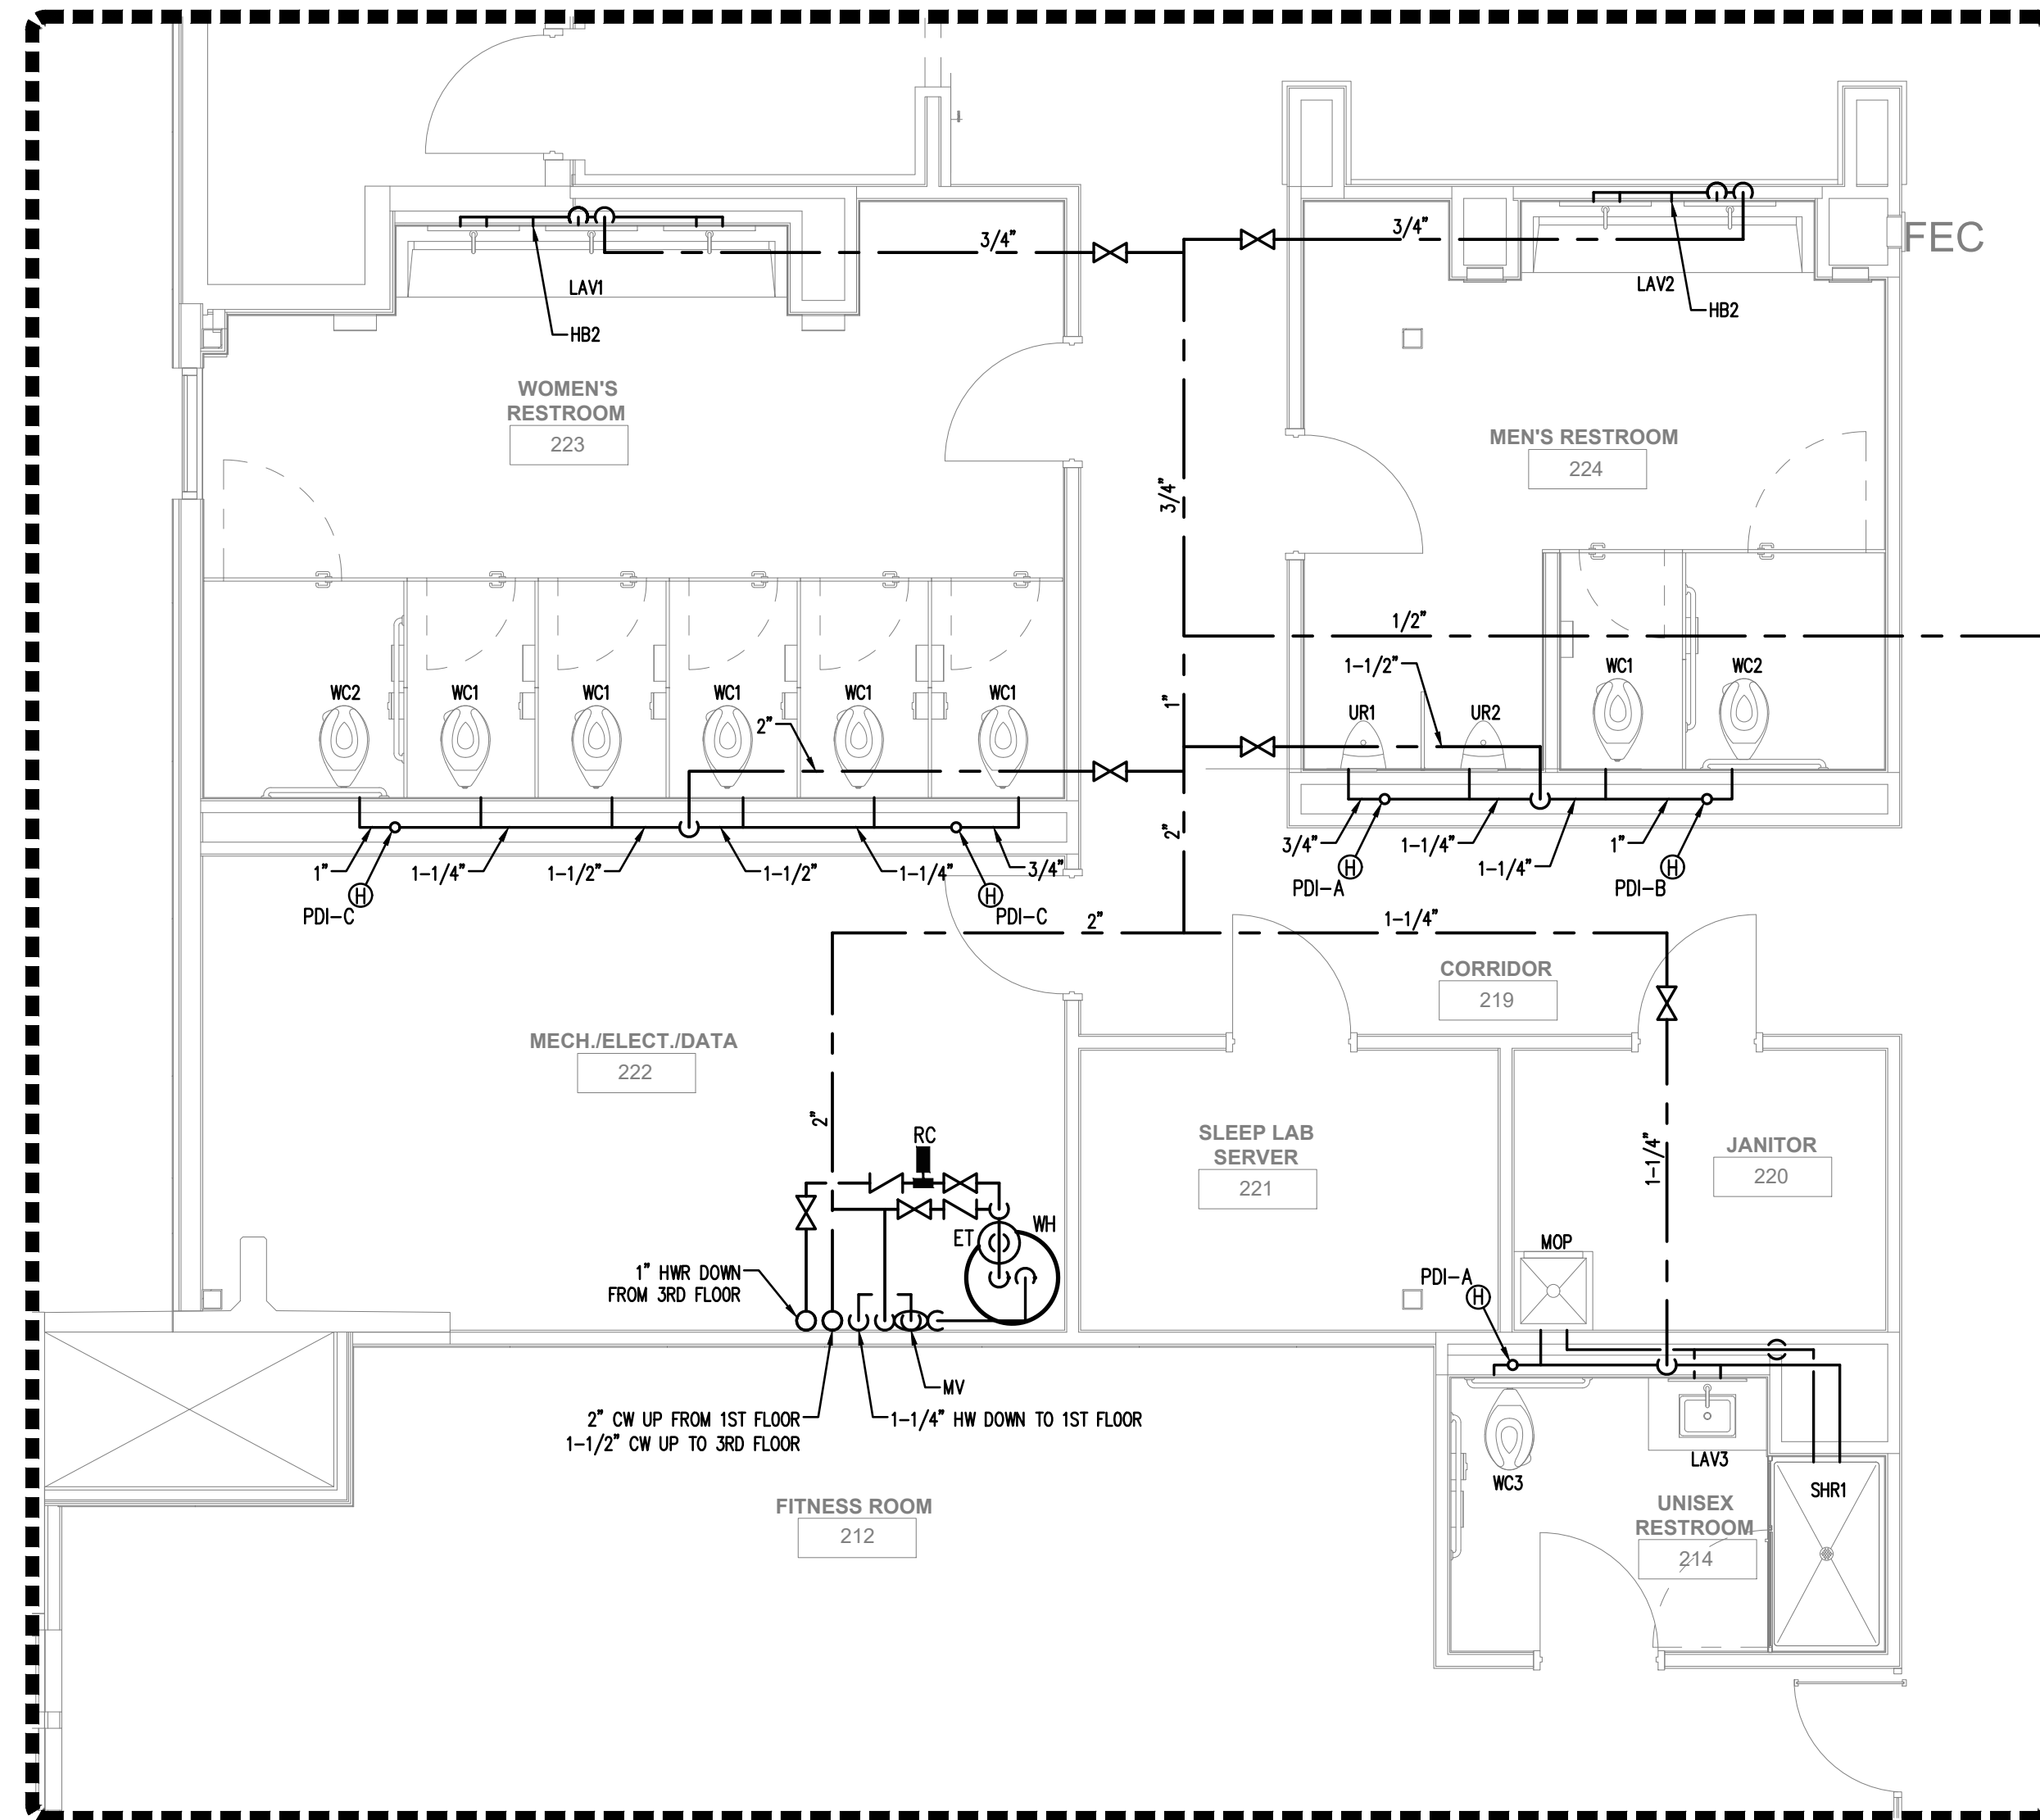 3/4"
3/4"
FEC
LAV1
HB2
LAV2
HB2
WOMEN'S
RESTROOM
223
MEN'S RESTROOM
224
3/4"
1/2"
1-1/2"
WC2
WC1
WC1
WC1
WC1
WC1
2"
1"
UR1
UR2
WC1
WC2
2"
1"
1-1/4"
1-1/2"
1-1/2"
1-1/4"
3/4"
H
PDI-C
H
PDI-C
3/4"
1-1/4"
1-1/4"
1"
H
PDI-A
H
PDI-B
2"
1-1/4"
CORRIDOR
219
MECH./ELECT./DATA
222
2"
RC
ET
WH
SLEEP LAB
SERVER
221
1-1/4"
JANITOR
220
MOP
PDI-A
H
1" HWR DOWN
FROM 3RD FLOOR
MV
2" CW UP FROM 1ST FLOOR
1-1/2" CW UP TO 3RD FLOOR
1-1/4" HW DOWN TO 1ST FLOOR
WC3
LAV3
SHR1
FITNESS ROOM
212
UNISEX
RESTROOM
214